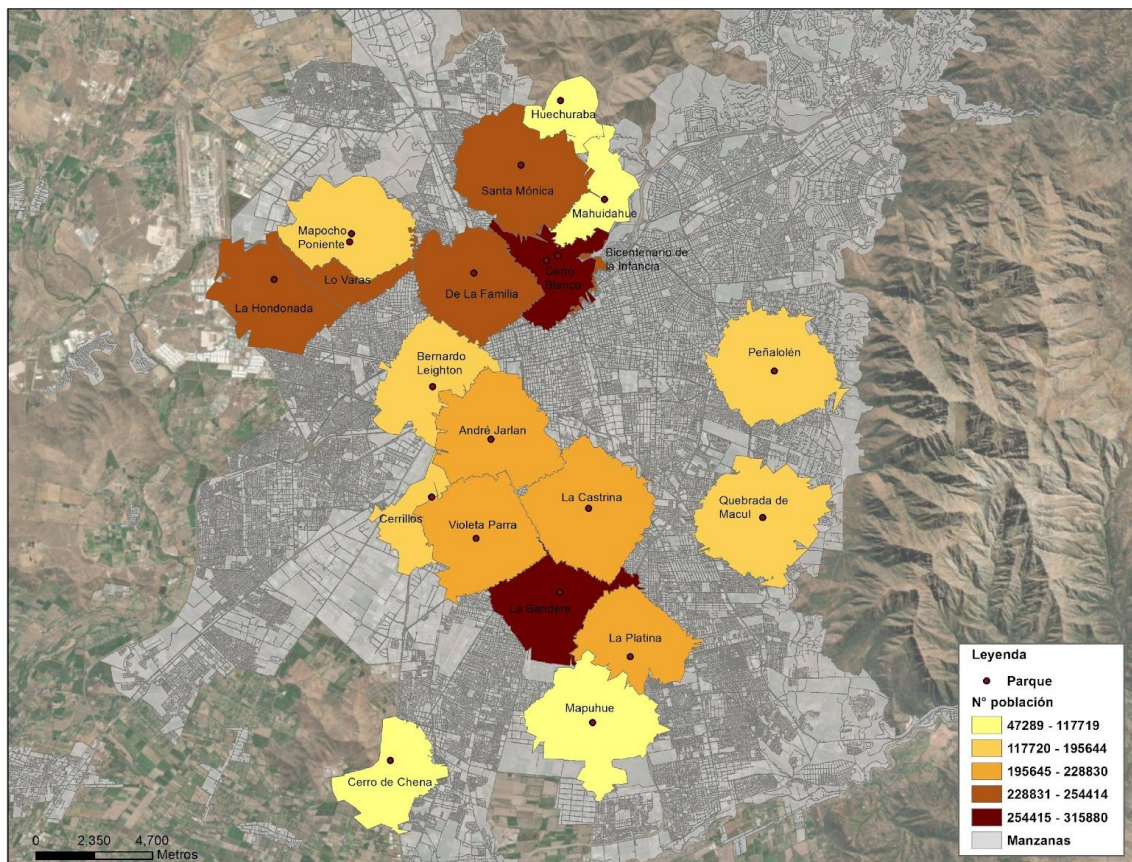 Huechuraba
Santa Mónica
Mahuidahue
Mapocho
Poniente
Bicentenario de
la Infancia
Cerro
Blanco
Lo Varas
La Hondonada
De La Familia
Bernardo
Leighton
Peñalolén
André Jarlan
La Castrina
Quebrada de
Macul
Cerrillos
Violeta Parra
La Bandera
La Platina
Mapuhue
Cerro de Chena
Leyenda
Parque
N° población
47289 - 117719
117720 - 195644
195645 - 228830
228831 - 254414
254415 - 315880
Manzanas
0 2,350 4,700
Metros